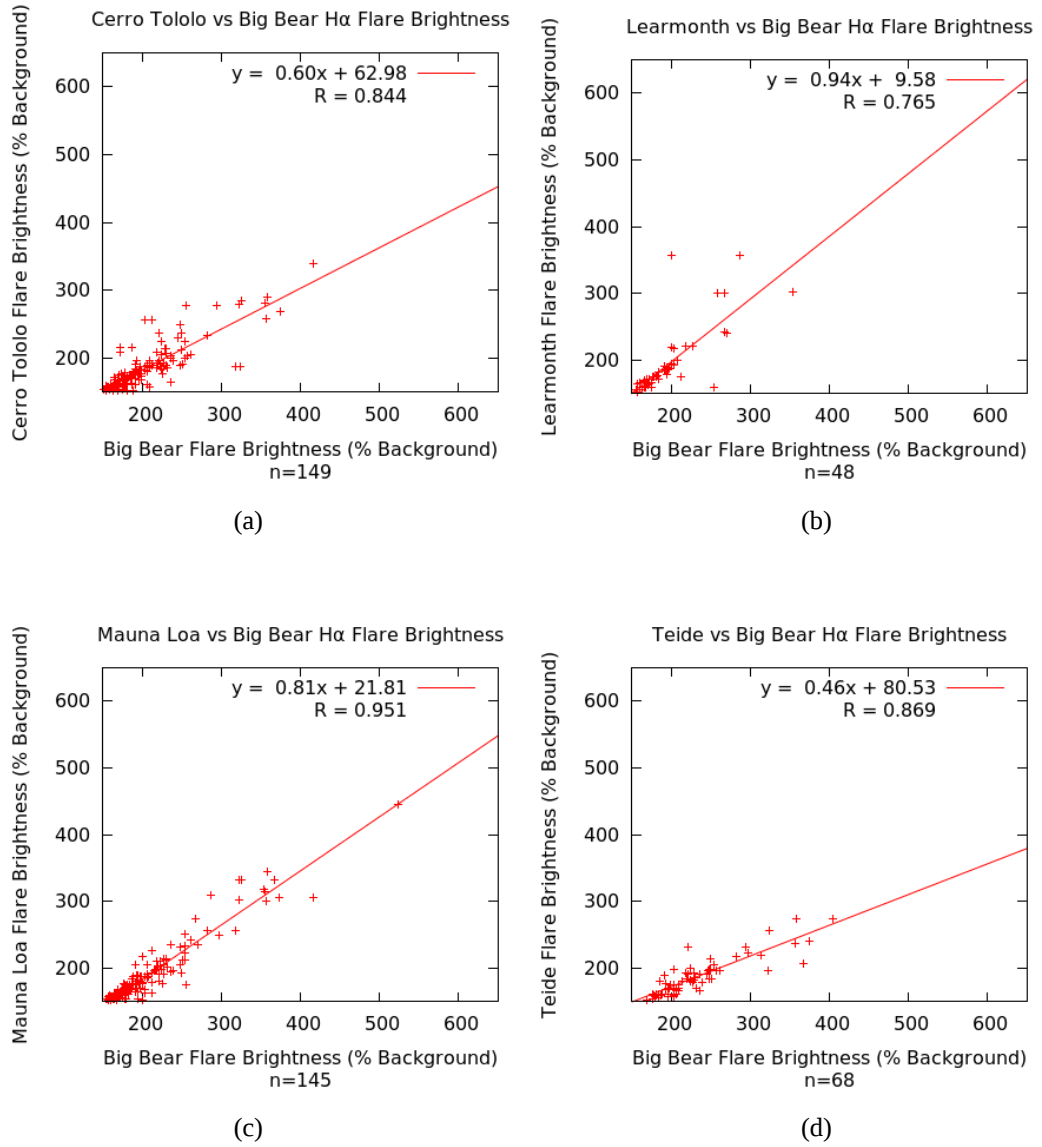 Cerro Tololo vs Big Bear Hα Flare Brightness
Cerro Tololo Flare Brightness (% Background)
y = 0.60x + 62.98
R = 0.844
600
500
400
300
200
200 300 400 500 600
Big Bear Flare Brightness (% Background)
n=149
(a)
Learmonth vs Big Bear Hα Flare Brightness
Learmonth Flare Brightness (% Background)
y = 0.94x + 9.58
R = 0.765
600
500
400
300
200
200 300 400 500 600
Big Bear Flare Brightness (% Background)
n=48
(b)
Mauna Loa vs Big Bear Hα Flare Brightness
Mauna Loa Flare Brightness (% Background)
y = 0.81x + 21.81
R = 0.951
600
500
400
300
200
200 300 400 500 600
Big Bear Flare Brightness (% Background)
n=145
(c)
Teide vs Big Bear Hα Flare Brightness
Teide Flare Brightness (% Background)
y = 0.46x + 80.53
R = 0.869
600
500
400
300
200
200 300 400 500 600
Big Bear Flare Brightness (% Background)
n=68
(d)